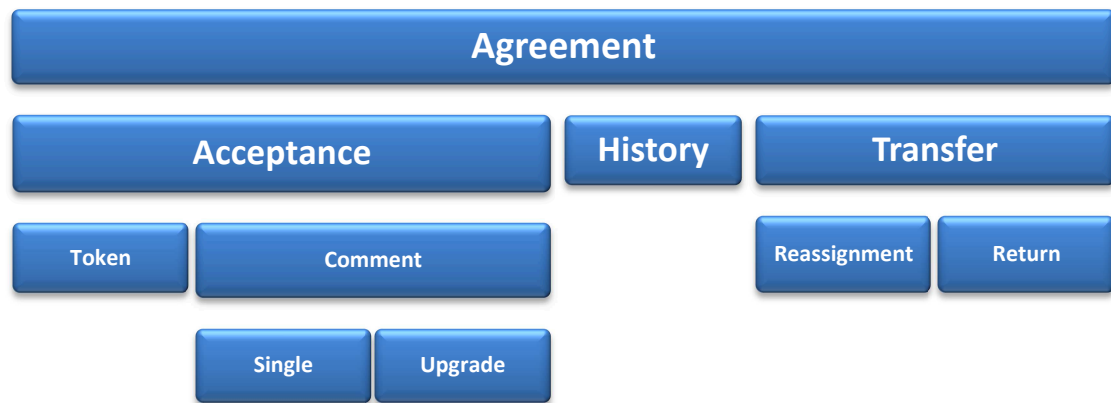 Agreement
Acceptance
History
Transfer
Token
Comment
Reassignment
Return
Single
Upgrade